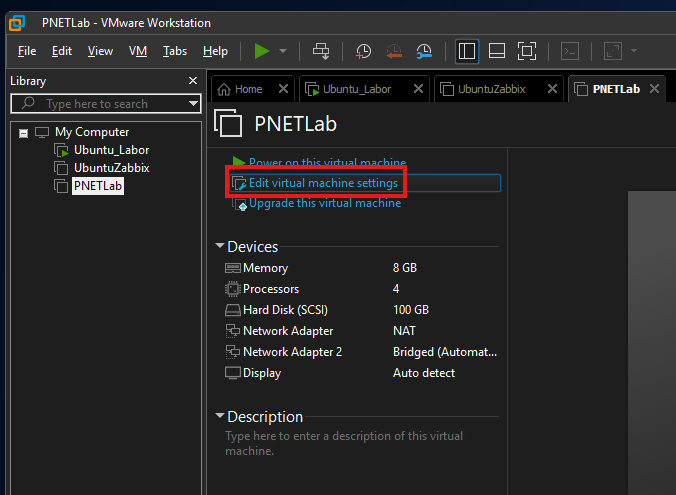 PNETLab - VMware Workstation
File Edit View VM Tabs Help
Library
Type here to search
My Computer
Ubuntu_Labor
UbuntuZabbix
PNETLab
Home Ubuntu_Labor UbuntuZabbix PNETLab
PNETLab
Power on this virtual machine
Edit virtual machine settings
Upgrade this virtual machine
Devices
Memory 8 GB
Processors 4
Hard Disk (SCSI) 100 GB
Network Adapter NAT
Network Adapter 2 Bridged (Automat...
Display Auto detect
Description
Type here to enter a description of this virtual
machine.